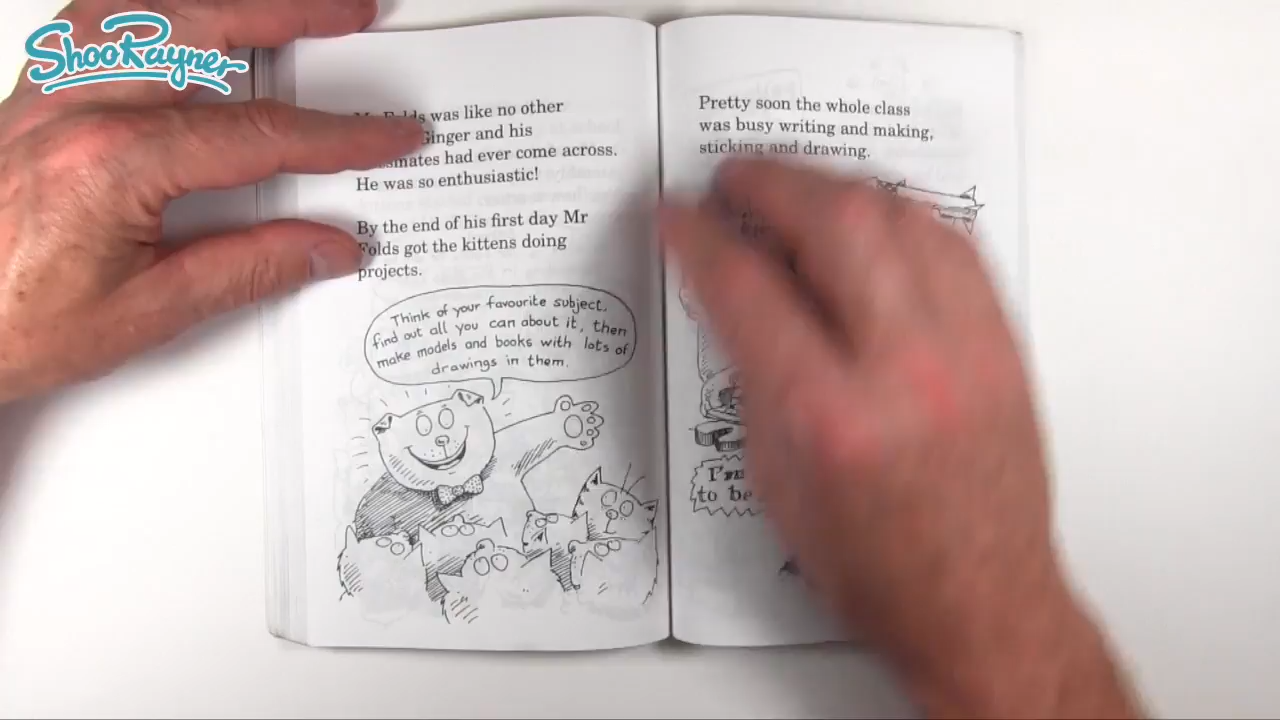 ShooRayner
was like no other
Ginger and his
had ever come across.
He was so enthusiastic!
By the end of his first day Mr
Folds got the kittens doing
projects.
Think of your favourite subject,
find out all you can about it, then
make models and books with lots of
drawings in them.
Pretty soon the whole class
was busy writing and making,
sticking and drawing.
to be